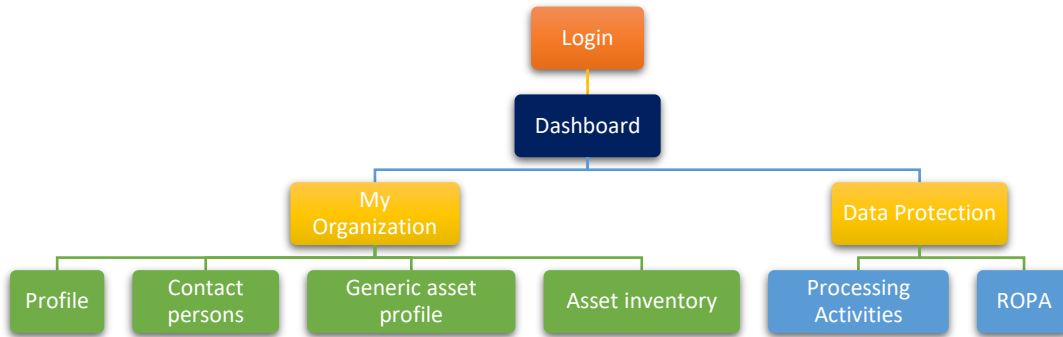 Login
Dashboard
My
Organization
Data Protection
Profile
Contact
persons
Generic asset
profile
Asset inventory
Processing
Activities
ROPA